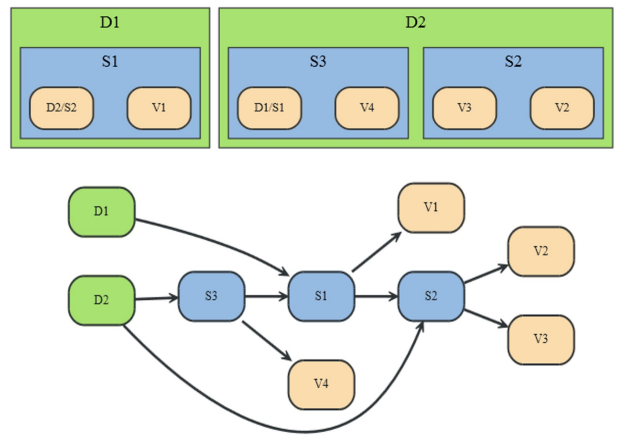 D1 D2
S1 S3 S2
D2/S2 V1 D1/S1 V4 V3 V2
V1
D1
V2
D2 S3 S1 S2
V3
V4